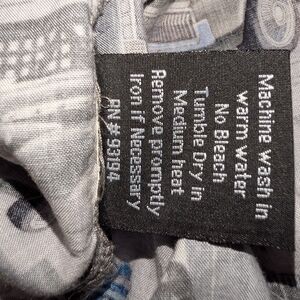 Machine wash in
warm water
No Bleach
Tumble Dry in
Medium heat
Remove promptly
Iron if Necessary
RN # 93194